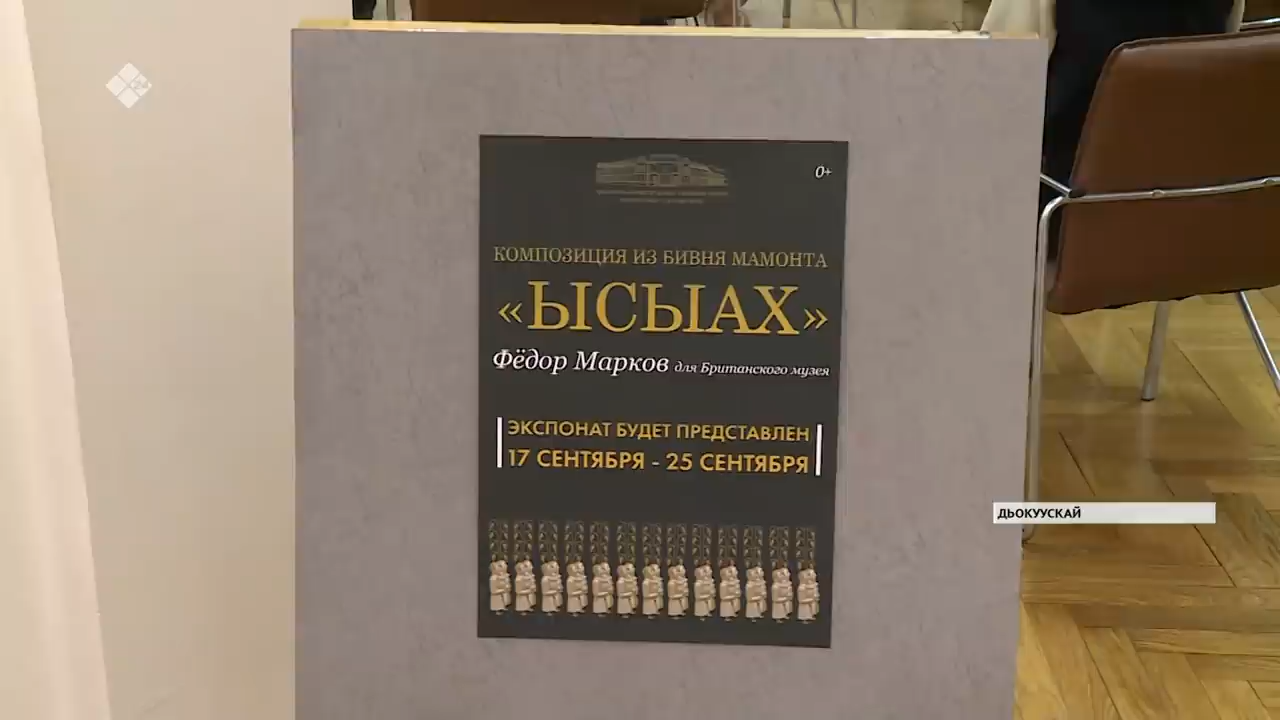 24
0+
КОМПОЗИЦИЯ ИЗ БИВНЯ МАМОНТА
«ЫСЫАХ»
Фёдор Марков для Британского музея
ЭКСПОНАТ БУДЕТ ПРЕДСТАВЛЕН
17 СЕНТЯБРЯ - 25 СЕНТЯБРЯ
ДЬОКУУСКАЙ